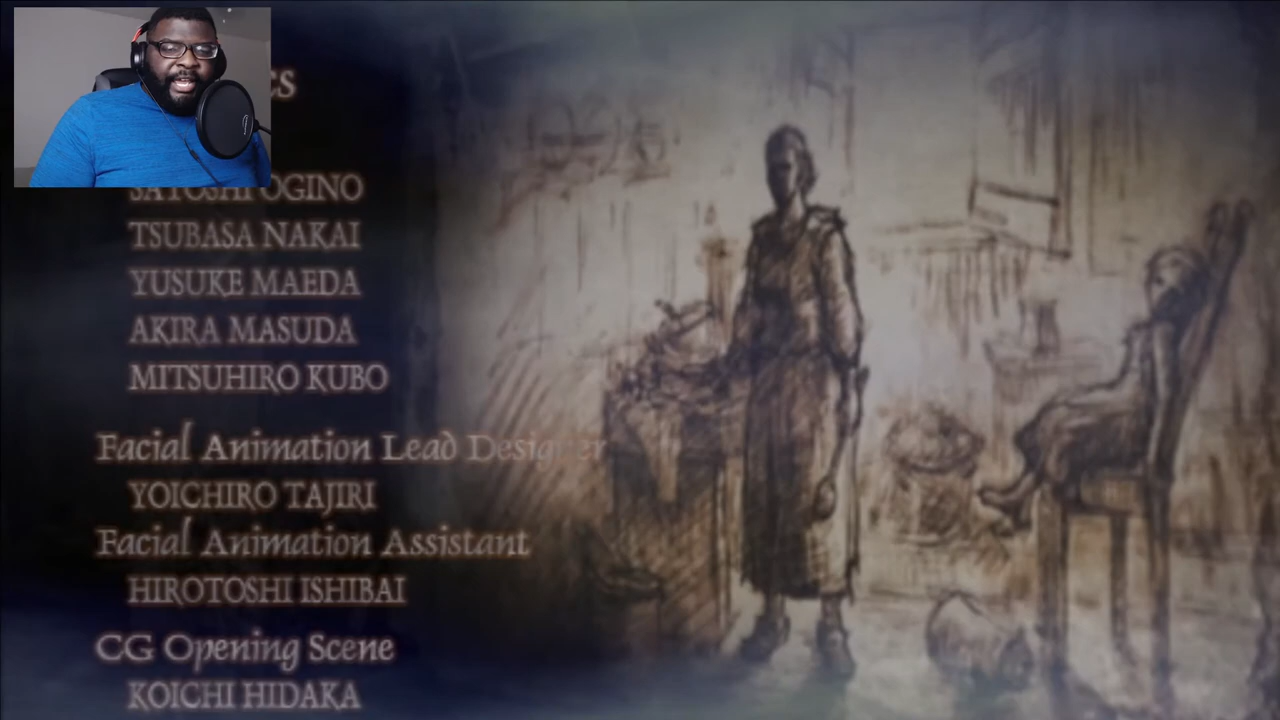 SATOSHI OGINO
TSUBASA NAKAI
YUSUKE MAEDA
AKIRA MASUDA
MITSUHIRO KUBO
Facial Animation Lead Designer
YOICHIRO TAJIRI
Facial Animation Assistant
HIROTOSHI ISHIBAI
CG Opening Scene
KOICHI HIDAKA